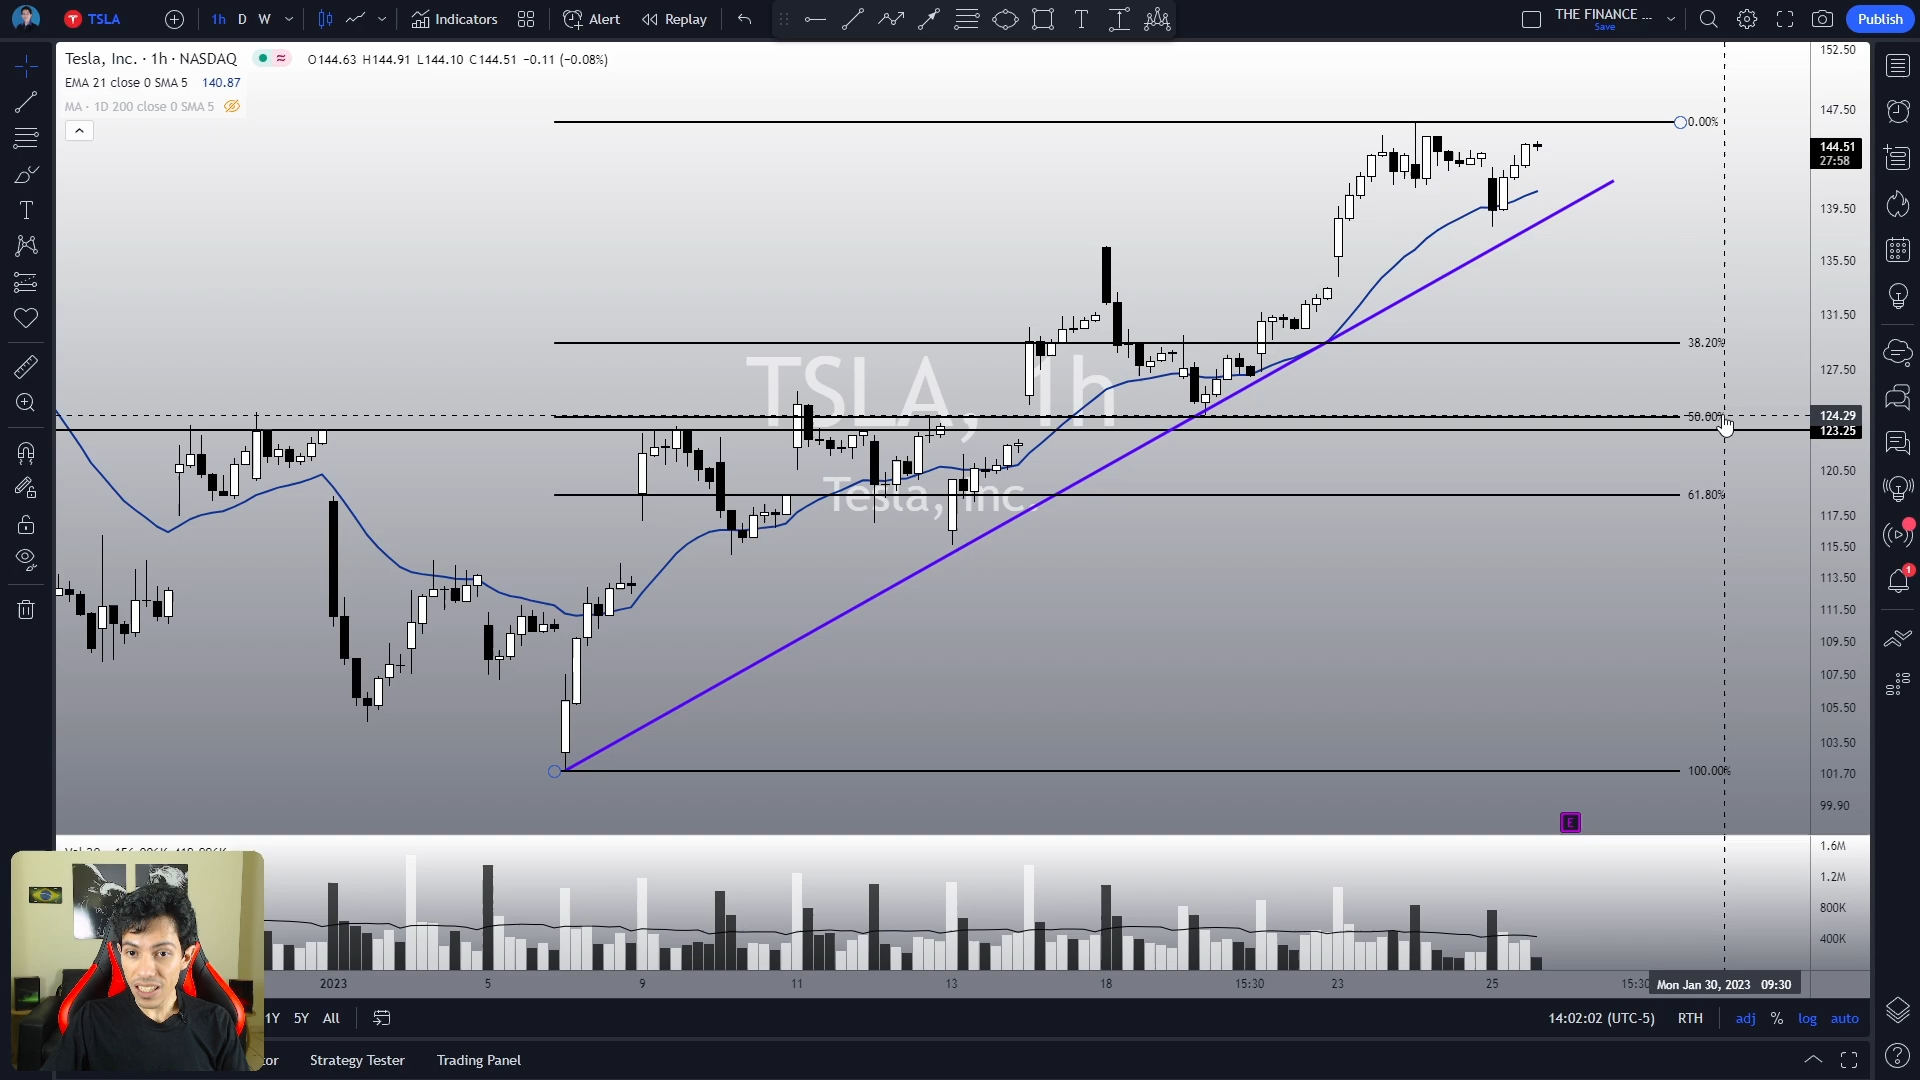 TSLA 1h D W Indicators Alert Replay THE FINANCE ... Save Publish
Tesla, Inc. · 1h · NASDAQ O144.63 H144.91 L144.10 C144.51 −0.11 (−0.08%)
EMA 21 close 0 SMA 5 140.87
MA · 1D 200 close 0 SMA 5
TSLA, 1h
Tesla, Inc.
0.00%
38.20%
50.00%
61.80%
100.00%
E
152.50
147.50
144.51
27:58
139.50
135.50
131.50
127.50
124.29
123.25
120.50
117.50
115.50
113.50
111.50
109.50
107.50
105.50
103.50
101.70
99.90
1.6M
1.2M
800K
400K
1
2023 5 9 11 13 18 15:30 23 25 15:30 Mon Jan 30, 2023 09:30
1Y 5Y All 14:02:02 (UTC-5) RTH adj % log auto
tor Strategy Tester Trading Panel